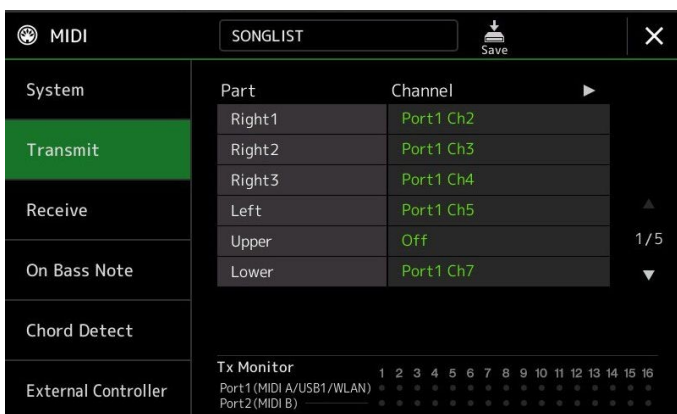 MIDI
SONGLIST
Save
System
Transmit
Receive
On Bass Note
Chord Detect
External Controller
Part Channel
Right1 Port1 Ch2
Right2 Port1 Ch3
Right3 Port1 Ch4
Left Port1 Ch5
Upper Off
Lower Port1 Ch7
1/5
Tx Monitor 1 2 3 4 5 6 7 8 9 10 11 12 13 14 15 16
Port1(MIDI A/USB1/WLAN)
Port2(MIDI B)